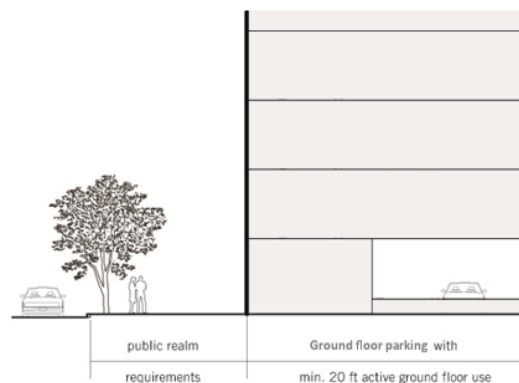 public realm
requirements
Ground floor parking with
min. 20 ft active ground floor use